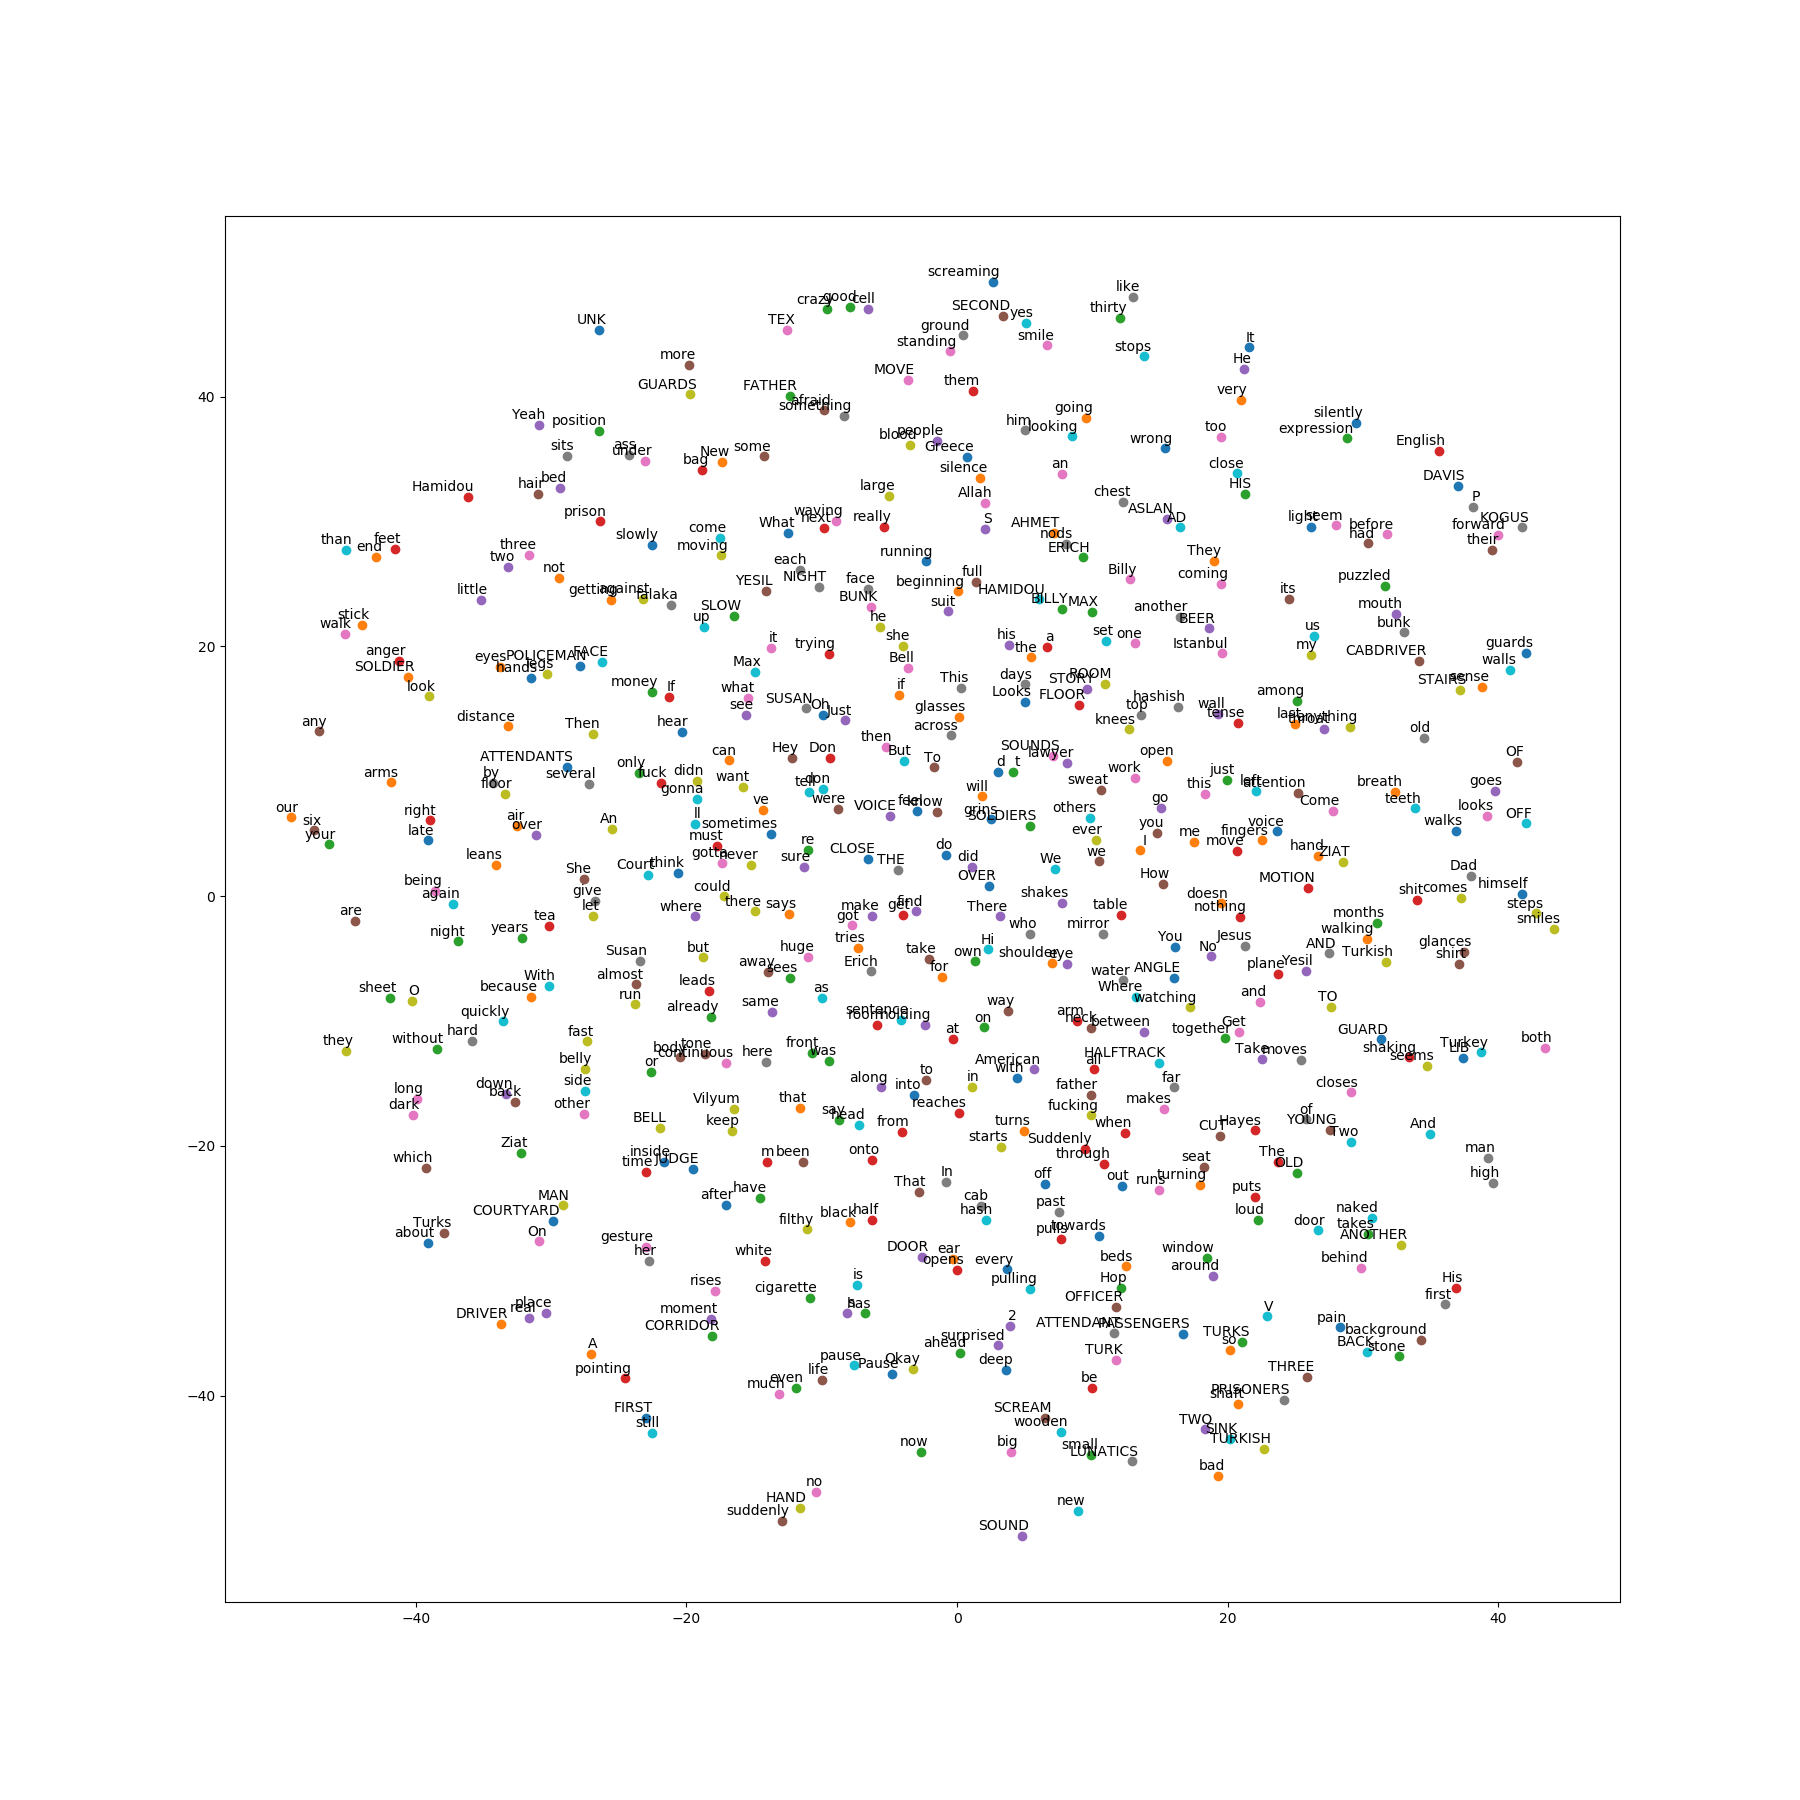 screaming
like
crazy good cell
SECOND yes thirty
UNK TEX ground smile
standing stops It
more He
MOVE
GUARDS FATHER them very
40
afraid
something going
Yeah position him looking too silently
people expression
blood wrong English
sits ass under New some Greece
bag silence an close
Hamidou hair bed large Allah chest HIS DAVIS
prison waving next really S ASLAN AD light seem P KOGUS
What AHMET before forward
than end feet slowly come nods had their
three moving running ERICH They
two each full Billy coming
not YESIL NIGHT face beginning HAMIDOU puzzled
little getting against falaka BUNK suit BILLY MAX another its mouth
stick SLOW BEER bunk
walk up he set one us
20
it she his a Istanbul my guards
anger eyes POLICEMAN FACE trying the CABDRIVER walls
SOLDIER hands legs Max Bell
look money If what if This days ROOM STAIRS sense
SUSAN Oh Just glasses Looks STORY FLOOR hashish among
any distance Then hear see across knees top wall tense last throat anything old
then SOUNDS
ATTENDANTS can Hey Don But To lawyer open OF
arms by several only fuck didn d t work just left attention breath goes
floor gonna want tell don will sweat this
our ve were VOICE feel know grins others go Come teeth looks OFF
six right air ll sometimes SOLDIERS voice walks
your late over An must ever you me fingers
leans gotta never re CLOSE do we I move hand ZIAT
Court think sure THE did We
She OVER How MOTION Dad
being give could shakes doesn shit comes himself
0
again let where there says make get find There table nothing steps
are tea got who mirror months smiles
night years huge tries Hi You No Jesus walking
Susan but away take own shoulder eye AND Turkish glances
almost sees Erich for water ANGLE plane Yesil shirt
sheet O because With leads Where
run as watching and TO
quickly already same sentence way arm
room holding on neck between together Get GUARD
they without hard fast tone front at both
body continuous here was HALFTRACK Take moves shaking seems Turkey LIB
belly or American all
side along to with
long down back into in father far closes
dark other Vilyum that reaches fucking makes
BELL keep say head from turns when CUT Hayes of YOUNG Two And
−20
Ziat starts Suddenly
which inside time JUDGE m been onto through seat The man
In off out runs turning OLD high
MAN after have That puts
COURTYARD black half cab hash past loud naked
Turks filthy door takes
about On towards ANOTHER
gesture her white DOOR ear pulls
opens every beds window behind
rises cigarette is pulling Hop around His
DRIVER real place moment s has OFFICER V first
CORRIDOR 2 ATTENDANT PASSENGERS pain
A surprised TURKS background
ahead so BACK stone
pointing pause Pause Okay deep TURK
much even life be THREE
−40
shaft PRISONERS
FIRST SCREAM
still wooden TWO SINK
now big small TURKISH
LUNATICS
bad
no
HAND
suddenly new
SOUND
−40 −20 0 20 40